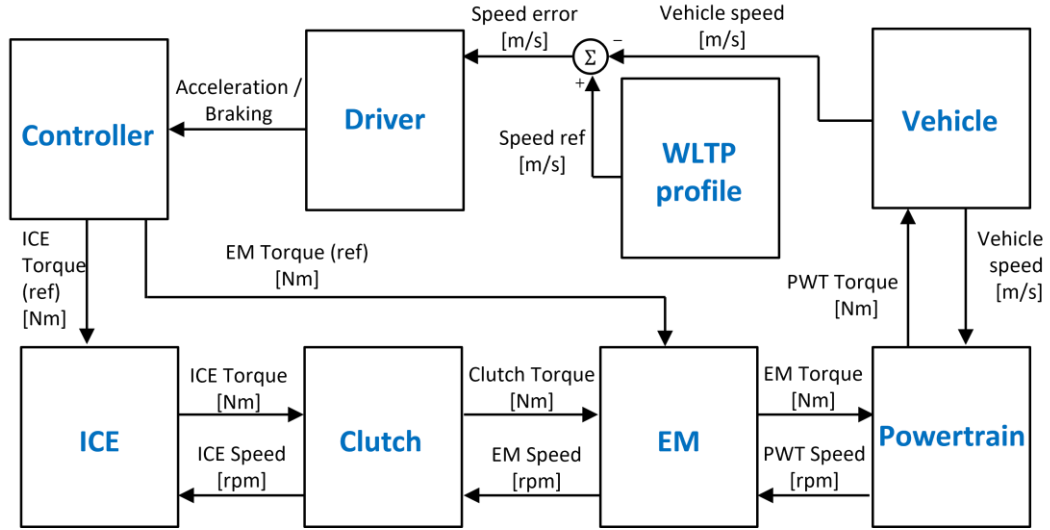 Speed error
[m/s]
Vehicle speed
[m/s]
−
Σ
+
Acceleration /
Braking
Controller
Driver
Speed ref
[m/s]
WLTP
profile
Vehicle
ICE
Torque
(ref)
[Nm]
EM Torque (ref)
[Nm]
PWT Torque
[Nm]
Vehicle
speed
[m/s]
ICE Torque
[Nm]
Clutch Torque
[Nm]
EM Torque
[Nm]
ICE
Clutch
EM
Powertrain
ICE Speed
[rpm]
EM Speed
[rpm]
PWT Speed
[rpm]